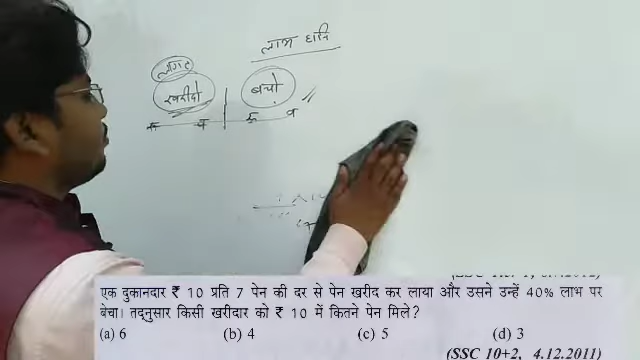 लाभ हानि
लागत
खरीदो
बेचो
एक दुकानदार ₹ 10 प्रति 7 पेन की दर से पेन खरीद कर लाया और उसने उन्हें 40% लाभ पर
बेचा। तद्नुसार किसी खरीदार को ₹ 10 में कितने पेन मिले?
(a) 6 (b) 4 (c) 5 (d) 3
(SSC 10+2, 4.12.2011)